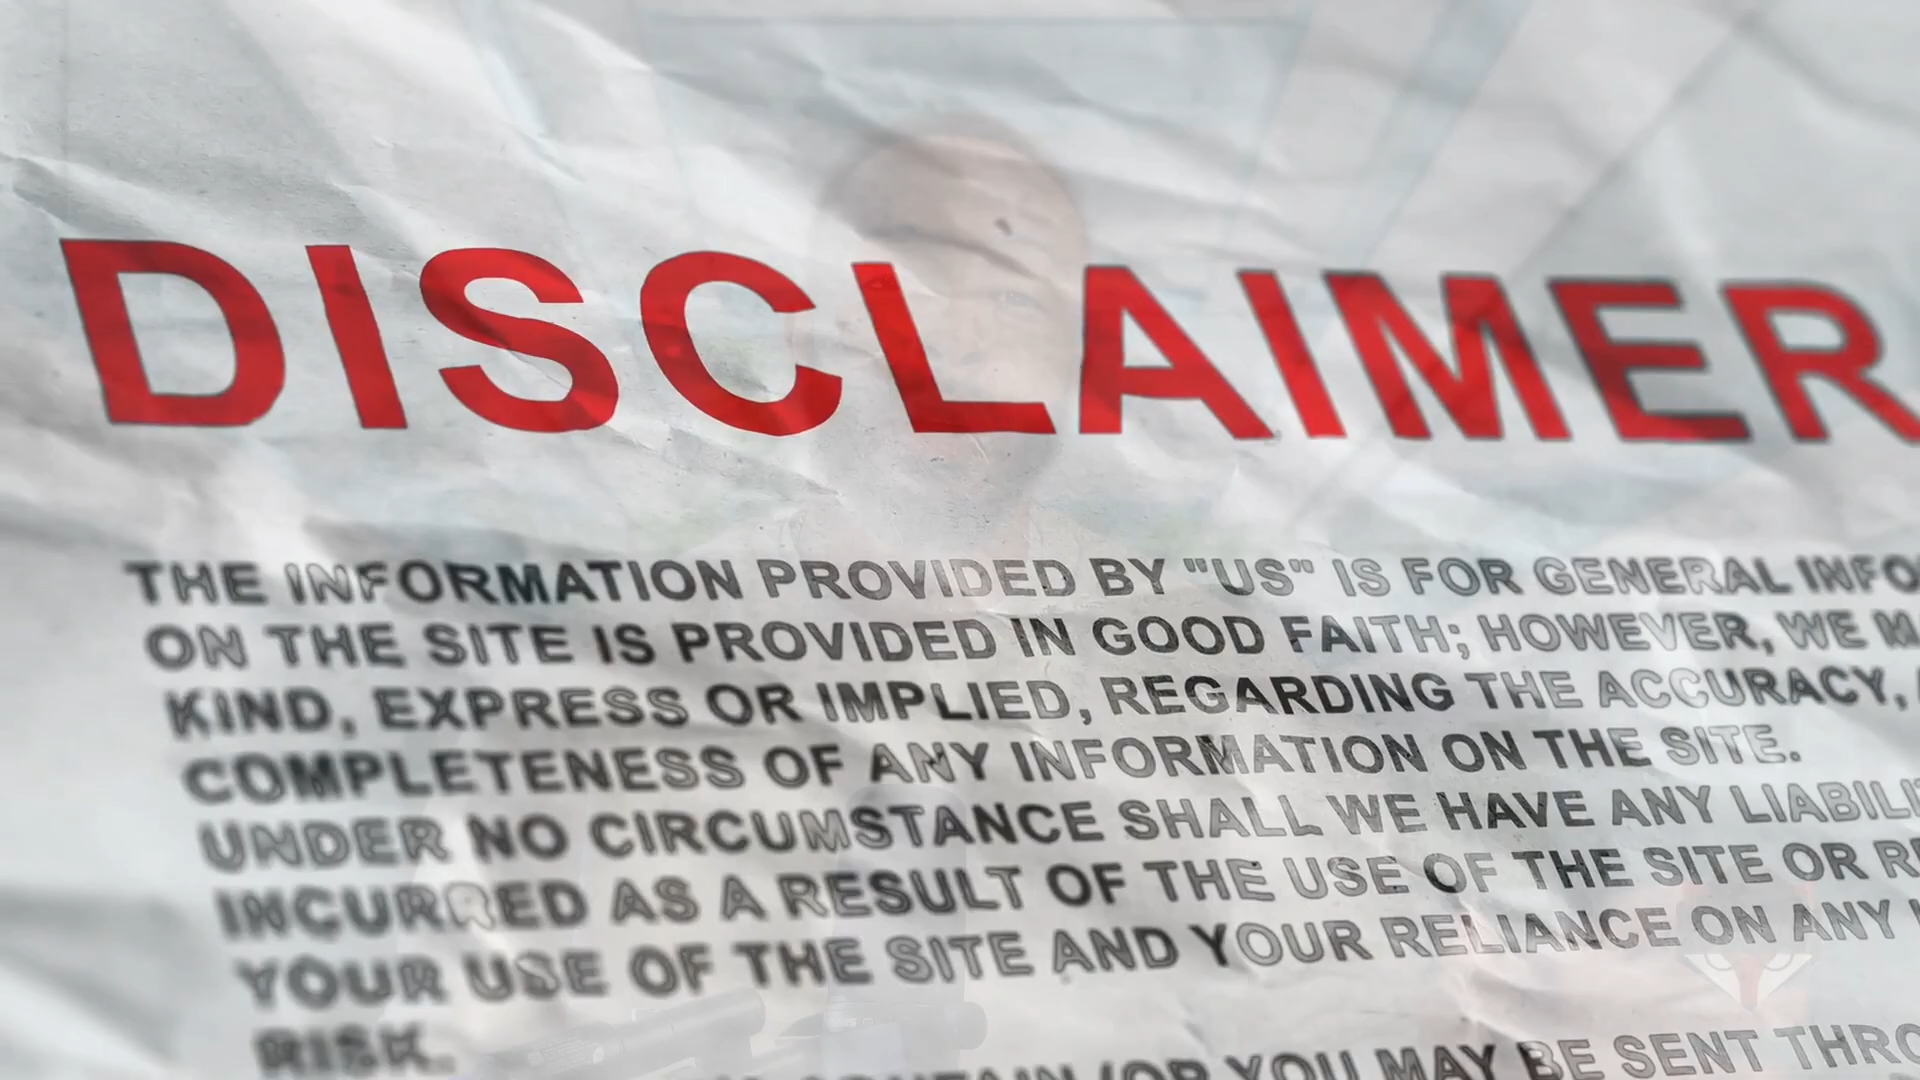 DISCLAIMER
THE INFORMATION PROVIDED BY "US" IS FOR GENERAL
ON THE SITE IS PROVIDED IN GOOD FAITH; HOWEVER, WE
KIND, EXPRESS OR IMPLIED, REGARDING THE ACCURACY,
COMPLETENESS OF ANY INFORMATION ON THE SITE.
UNDER NO CIRCUMSTANCE SHALL WE HAVE ANY
INCURRED AS A RESULT OF THE USE OF THE SITE OR
YOUR USE OF THE SITE AND YOUR RELIANCE ON ANY
RISK.
/OR YOU MAY BE SENT